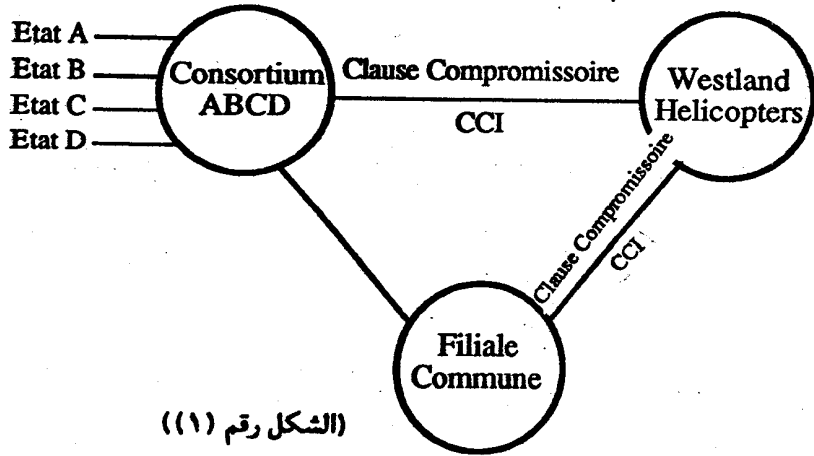 Etat A
Etat B
Etat C
Etat D
Consortium
ABCD
Clause Compromissoire
CCI
Westland
Helicopters
Clause Compromissoire
CCI
Filiale
Commune
(الشكل رقم (١))